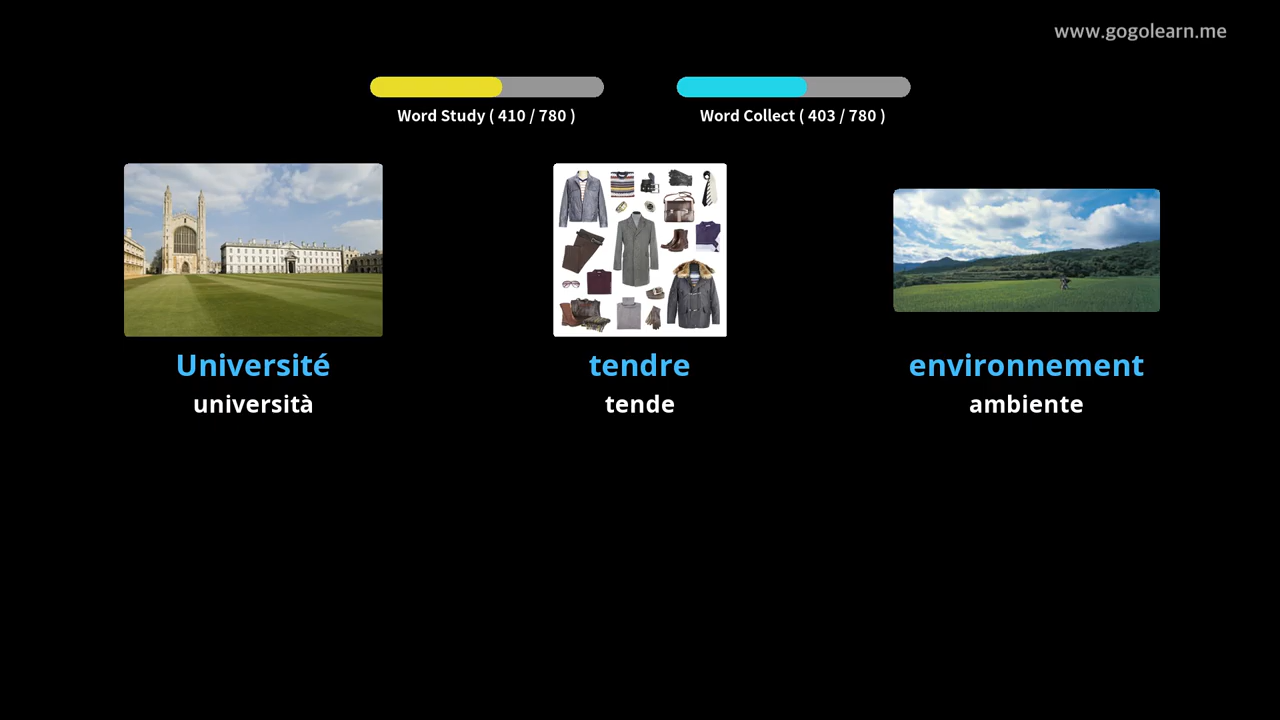 www.gogolearn.me
Word Study ( 410 / 780 )
Word Collect ( 403 / 780 )
Université
tendre
environnement
università
tende
ambiente